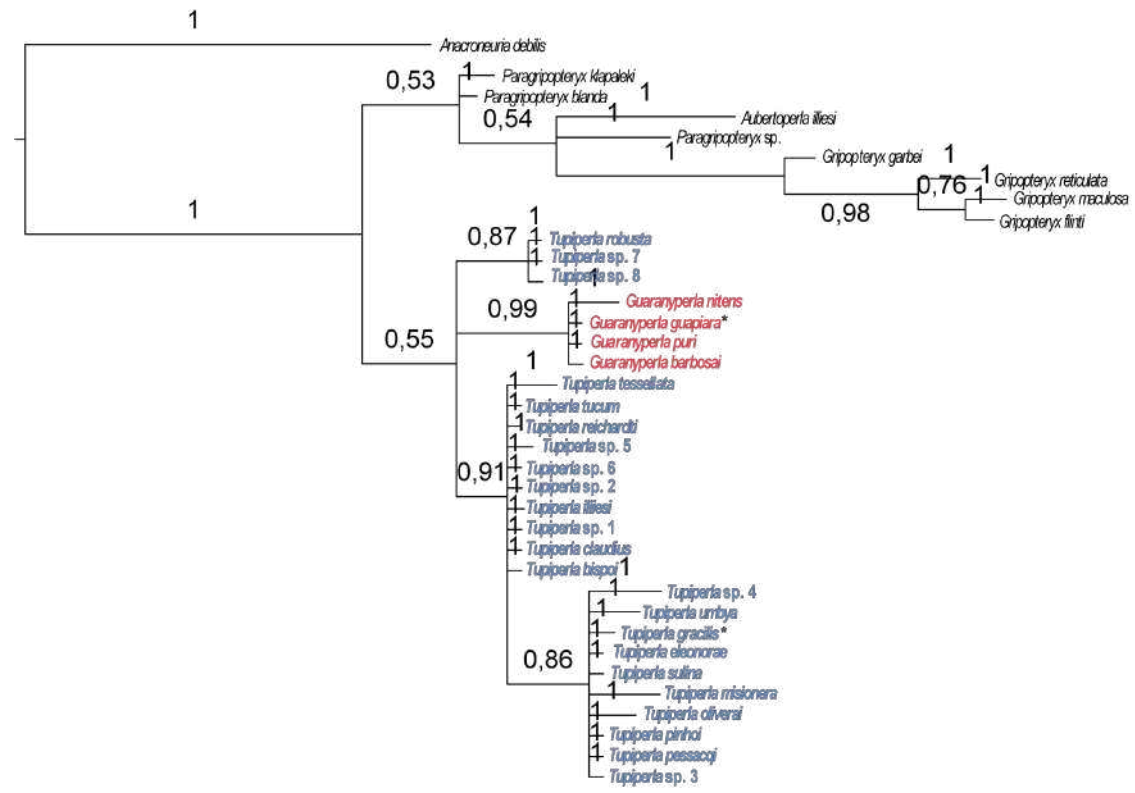 1
Anacroneuria debilis
0,53
1
Paragripopteryx klapaleki
Paragripopteryx blanda
1
0,54
1
Aubertoperla illiesi
Paragripopteryx sp.
1
Gripopteryx garbei
1
1
Gripopteryx reticulata
0,76
1
Gripopteryx maculosa
0,98
Gripopteryx flinti
1
1
0,87
1
Tupiperla robusta
1
Tupiperla sp. 7
Tupiperla sp. 8
1
0,99
1
Guaranyperla nitens
1
Guaranyperla guapiara*
1
Guaranyperla puri
Guaranyperla barbosai
0,55
1
1
Tupiperla tessellata
1
Tupiperla tucum
1
Tupiperla reichardti
1
Tupiperla sp. 5
0,91
1
Tupiperla sp. 6
1
Tupiperla sp. 2
1
Tupiperla illiesi
1
Tupiperla sp. 1
1
Tupiperla claudius
Tupiperla bispoi
1
1
Tupiperla sp. 4
1
Tupiperla umbya
1
Tupiperla gracilis*
1
Tupiperla eleonorae
0,86
Tupiperla sulina
1
Tupiperla misionera
1
Tupiperla oliverai
1
Tupiperla pinhoi
1
Tupiperla pessacqi
Tupiperla sp. 3